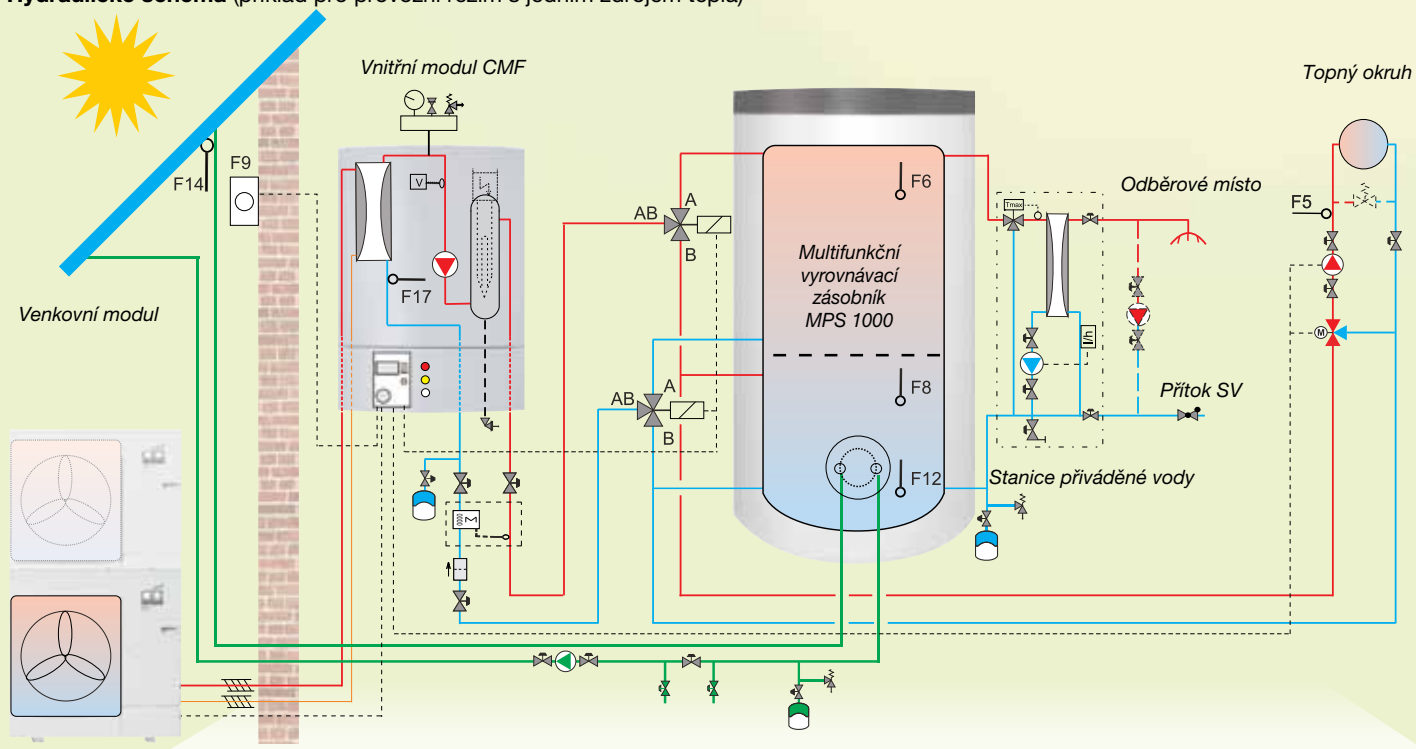 Hydraulické schéma (příklad pro provozní režim s jedním zdrojem tepla)
Vnitřní modul CMF
Topný okruh
F9
F14
V
F17
A
AB
B
F6
Multifunkční
vyrovnávací
zásobník
MPS 1000
Tmax
Odběrové místo
F5
M
l/h
Venkovní modul
A
AB
B
F8
Přítok SV
F12
Stanice přiváděné vody
0000
Σ